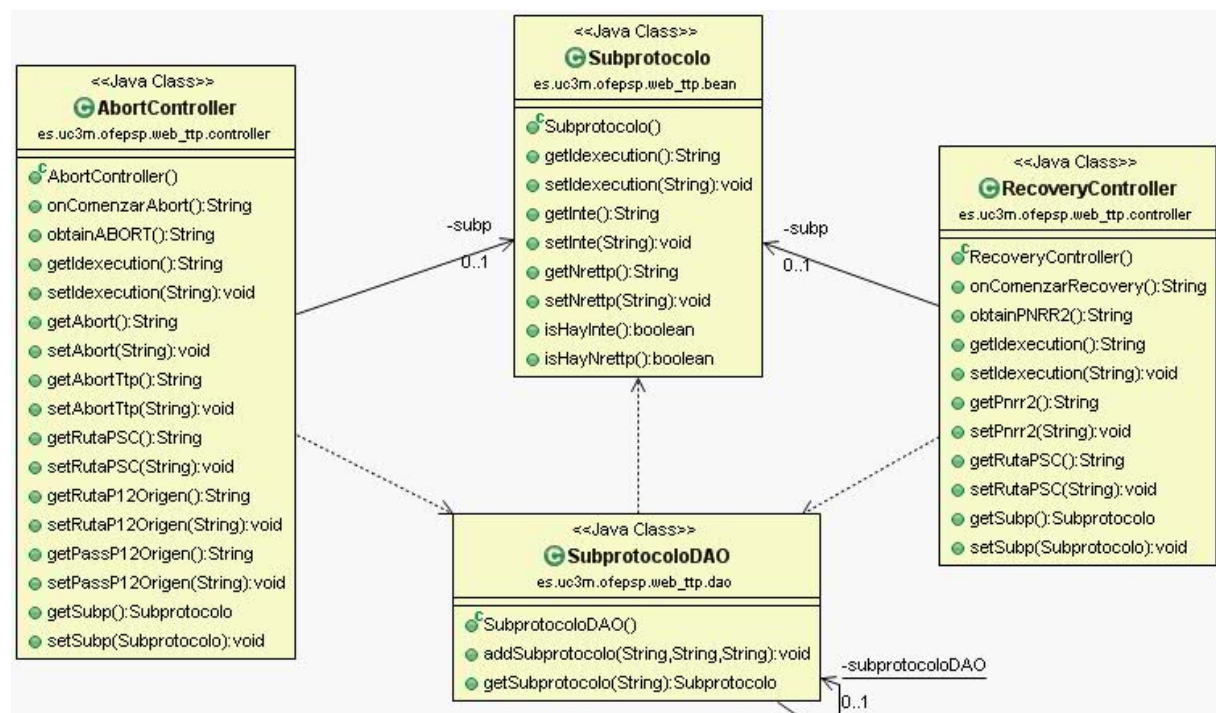 <<Java Class>>
AbortController
es.uc3m.ofepsp.web_ttp.controller
AbortController()
onComenzarAbort():String
obtainABORT():String
getIdexecution():String
setIdexecution(String):void
getAbort():String
setAbort(String):void
getAbortTtp():String
setAbortTtp(String):void
getRutaPSC():String
setRutaPSC(String):void
getRutaP12Origen():String
setRutaP12Origen(String):void
getPassP12Origen():String
setPassP12Origen(String):void
getSubp():Subprotocolo
setSubp(Subprotocolo):void
-subp
0..1
<<Java Class>>
Subprotocolo
es.uc3m.ofepsp.web_ttp.bean
Subprotocolo()
getIdexecution():String
setIdexecution(String):void
getInte():String
setInte(String):void
getNrettp():String
setNrettp(String):void
isHayInte():boolean
isHayNrettp():boolean
-subp
0..1
<<Java Class>>
RecoveryController
es.uc3m.ofepsp.web_ttp.controller
RecoveryController()
onComenzarRecovery():String
obtainPNRR2():String
getIdexecution():String
setIdexecution(String):void
getPnrr2():String
setPnrr2(String):void
getRutaPSC():String
setRutaPSC(String):void
getSubp():Subprotocolo
setSubp(Subprotocolo):void
<<Java Class>>
SubprotocoloDAO
es.uc3m.ofepsp.web_ttp.dao
SubprotocoloDAO()
addSubprotocolo(String,String,String):void
getSubprotocolo(String):Subprotocolo
-subprotocoloDAO
0..1